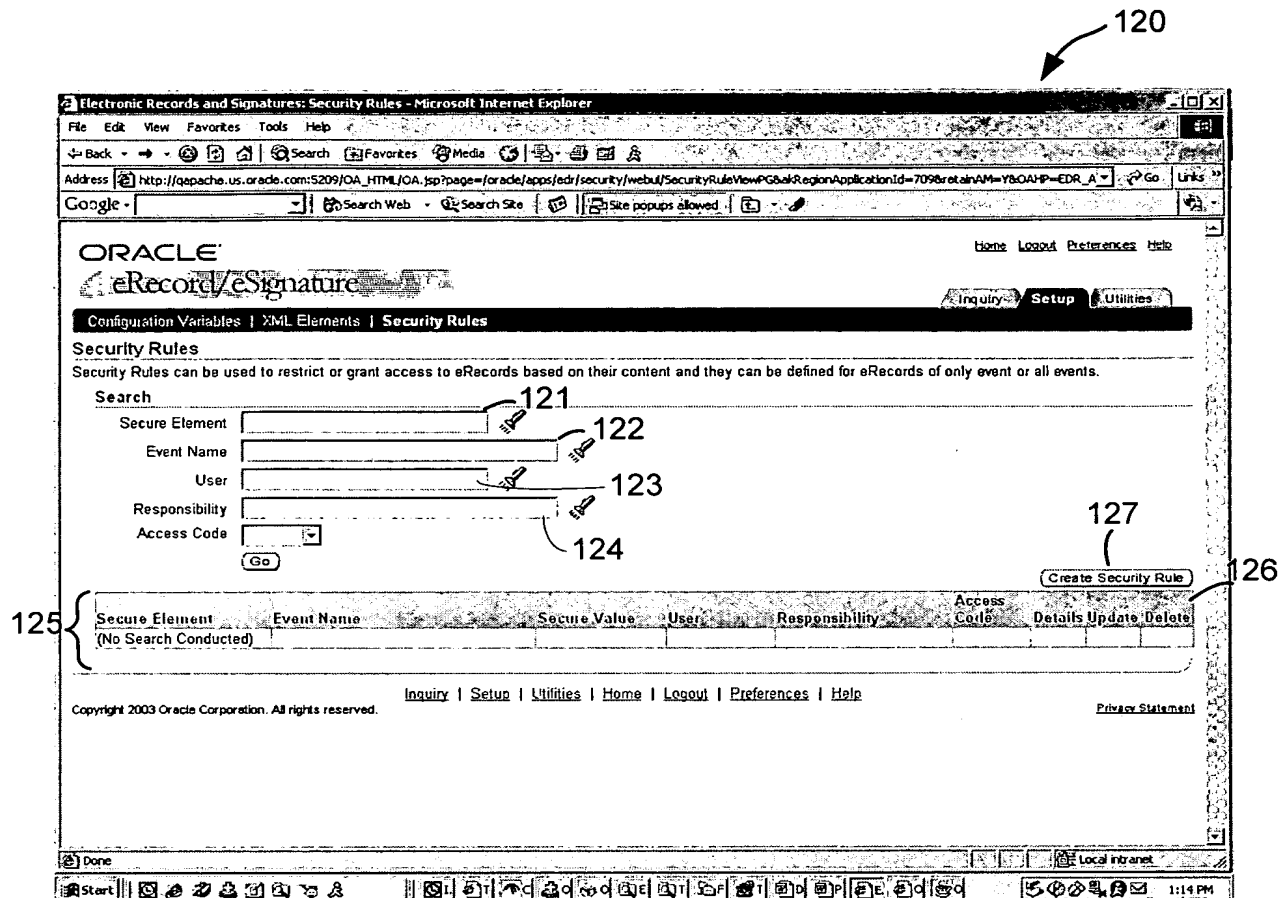 120
Electronic Records and Signatures: Security Rules - Microsoft Internet Explorer
File Edit View Favorites Tools Help
Back Search Favorites Media
Address http://qapache.us.oracle.com:5209/OA_HTML/OA.jsp?page=/oracle/apps/edr/security/webui/SecurityRuleViewPG&akRegionApplicationId=709&retainAM=Y&OAHP=EDR_A Go Links »
Google Search Web Search Site Site popups allowed
ORACLE
Home Logout Preferences Help
eRecord/eSignature
Inquiry Setup Utilities
Configuration Variables | XML Elements | Security Rules
Security Rules
Security Rules can be used to restrict or grant access to eRecords based on their content and they can be defined for eRecords of only event or all events.
Search
121
Secure Element
122
Event Name
User
123
Responsibility
124
Access Code
Go
127
Create Security Rule
126
125
Secure Element Event Name Secure Value User Responsibility Access Code Details Update Delete
(No Search Conducted)
Inquiry | Setup | Utilities | Home | Logout | Preferences | Help
Copyright 2003 Oracle Corporation. All rights reserved.
Privacy Statement
Done
Local intranet
Start
1:14 PM